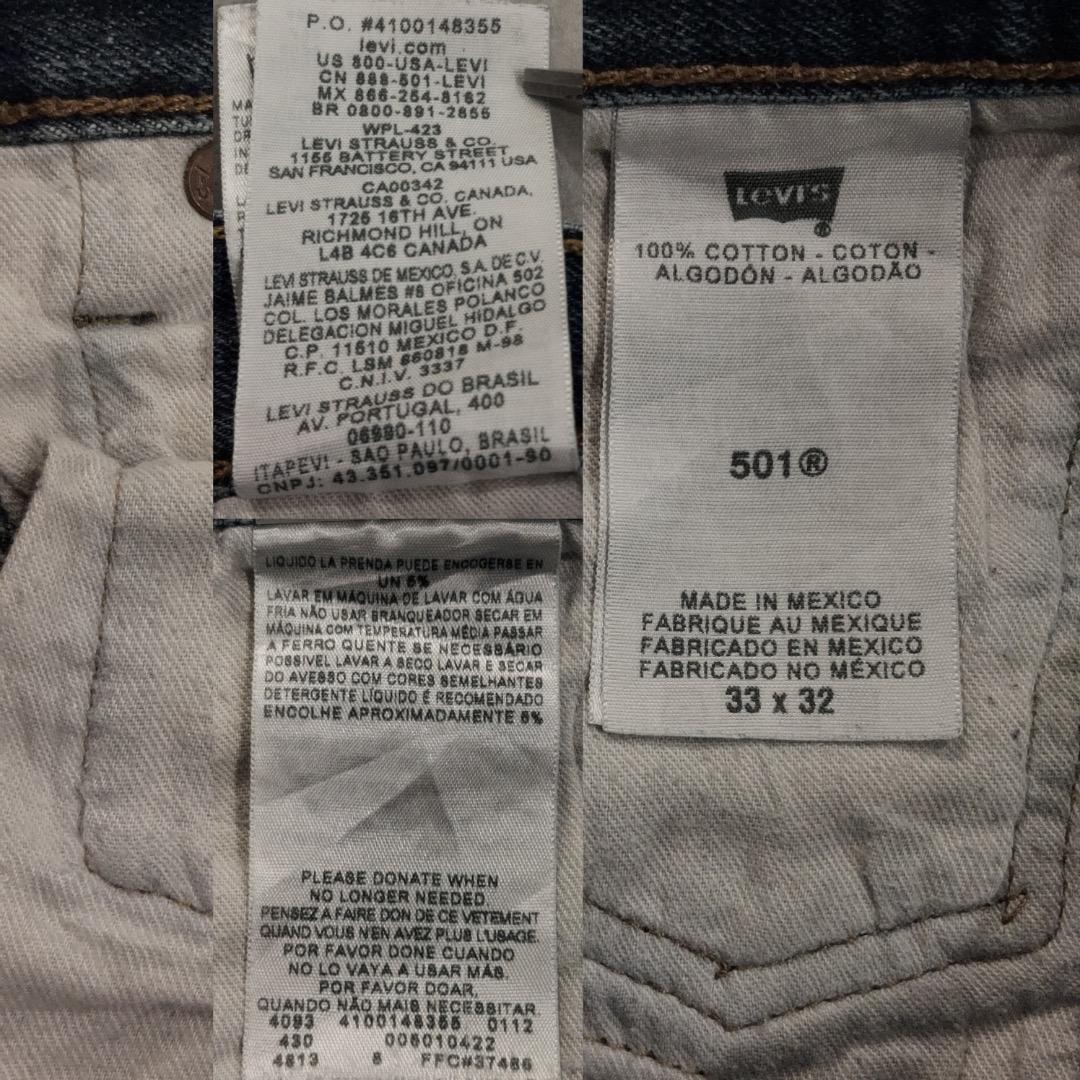 P.O. #4100148355
levi.com
US 800-USA-LEVI
CN 888-501-LEVI
MX 866-254-8162
BR 0800-891-2855
WPL-423
LEVI STRAUSS & CO.
1155 BATTERY STREET
SAN FRANCISCO, CA 94111 USA
CA00342
LEVI STRAUSS & CO. CANADA,
1725 16TH AVE.
RICHMOND HILL, ON
L4B 4C6 CANADA
LEVI STRAUSS DE MEXICO, S.A. DE C.V.
JAIME BALMES #8 OFICINA 502
COL. LOS MORALES POLANCO
DELEGACION MIGUEL HIDALGO
C.P. 11510 MEXICO D.F.
R.F.C. LSM 860818 M-98
C.N.I.V. 3337
LEVI STRAUSS DO BRASIL
AV. PORTUGAL, 400
06690-110
ITAPEVI - SAO PAULO, BRASIL
CNPJ: 43.351.097/0001-90
LIQUIDO LA PRENDA PUEDE ENCOGERSE EN
UN 5%
LAVAR EM MÁQUINA DE LAVAR COM ÁGUA
FRIA NÃO USAR BRANQUEADOR SECAR EM
MÁQUINA COM TEMPERATURA MÉDIA PASSAR
A FERRO QUENTE SE NECESSÁRIO
POSSIVEL LAVAR A SECO LAVAR E SECAR
DO AVESSO COM CORES SEMELHANTES
DETERGENTE LÍQUIDO É RECOMENDADO
ENCOLHE APROXIMADAMENTE 5%
PLEASE DONATE WHEN
NO LONGER NEEDED.
PENSEZ A FAIRE DON DE CE VETEMENT
QUAND VOUS N'EN AVEZ PLUS L'USAGE.
POR FAVOR DONE CUANDO
NO LO VAYA A USAR MÁS.
POR FAVOR DOAR,
QUANDO NÃO MAIS NECESSITAR
4093 4100148355 0112
430 005010422
4813 8 FFC#37486
LEVI'S
®
100% COTTON - COTON -
ALGODÓN - ALGODÃO
501®
MADE IN MEXICO
FABRIQUE AU MEXIQUE
FABRICADO EN MEXICO
FABRICADO NO MÉXICO
33 x 32